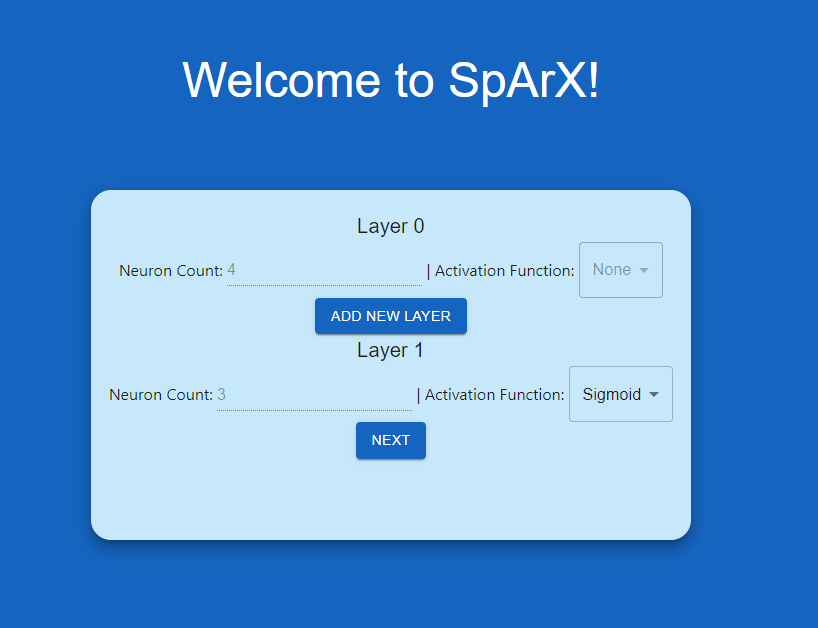 Welcome to SpArX!
Layer 0
Neuron Count: 4 | Activation Function: None
ADD NEW LAYER
Layer 1
Neuron Count: 3 | Activation Function: Sigmoid
NEXT